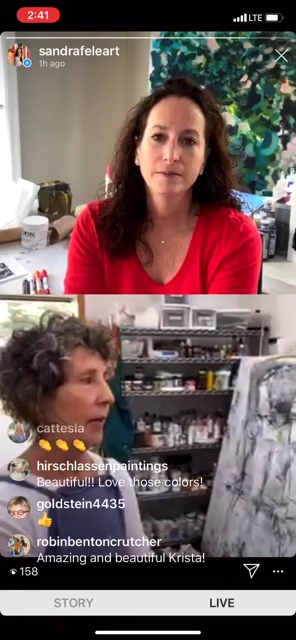 2:41
LTE
sandrafeleart
1h ago
cattesla
👏👏👏
hirschlassenpaintings
Beautiful!! Love those colors!
goldstein4435
👍
robinbentoncrutcher
Amazing and beautiful Krista!
158
STORY
LIVE